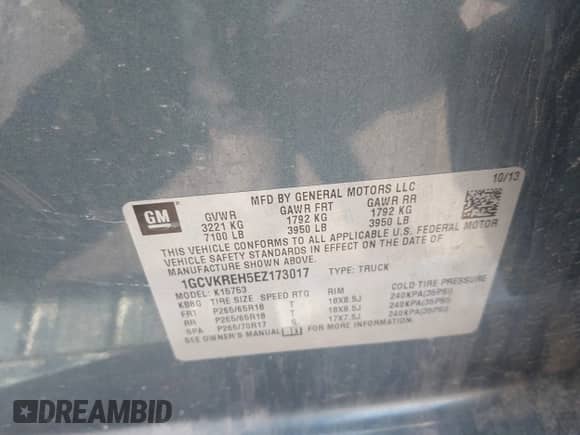 10/13
MFD BY GENERAL MOTORS LLC
GM
GVWR GAWR FRT GAWR RR
3221 KG 1792 KG 1792 KG
7100 LB 3950 LB 3950 LB
THIS VEHICLE CONFORMS TO ALL APPLICABLE U.S. FEDERAL MOTOR
VEHICLE SAFETY STANDARDS IN EFFECT ON THE DATE OF
MANUFACTURE SHOWN ABOVE.
1GCVKREH5EZ173017 TYPE: TRUCK
MODEL: K15753
KBBG TIRE SIZE SPEED RTG RIM COLD TIRE PRESSURE
FRT P265/65R18 T 18X8.5J 240KPA(35PSI)
RR P265/65R18 T 18X8.5J 240KPA(35PSI)
SPA P265/70R17 T 17X7.5J 240KPA(35PSI)
SEE OWNER'S MANUAL FOR MORE INFORMATION.
DREAMBID